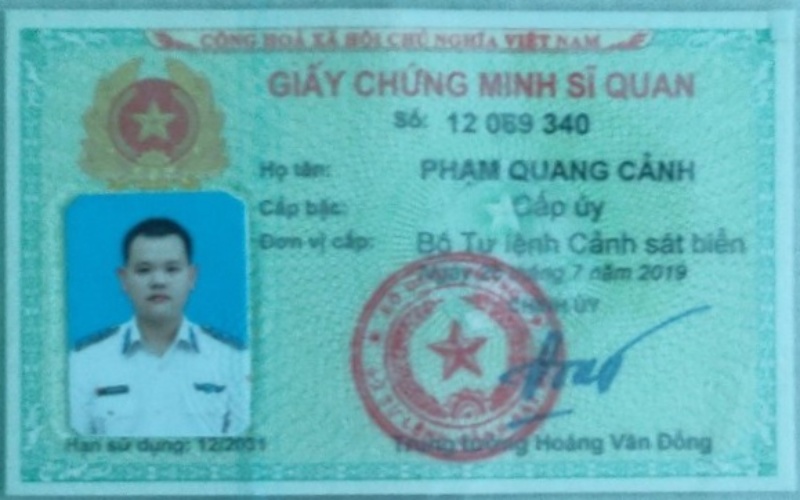 CỘNG HOÀ XÃ HỘI CHỦ NGHĨA VIỆT NAM
GIẤY CHỨNG MINH SĨ QUAN
Số: 12 069 340
Họ tên: PHẠM QUANG CẢNH
Cấp bậc: Cấp úy
Đơn vị cấp: Bộ Tư lệnh Cảnh sát biển
Ngày 26 tháng 7 năm 2019
CHÍNH ỦY
Hạn sử dụng: 12/2031
Trung tướng Hoàng Văn Đồng